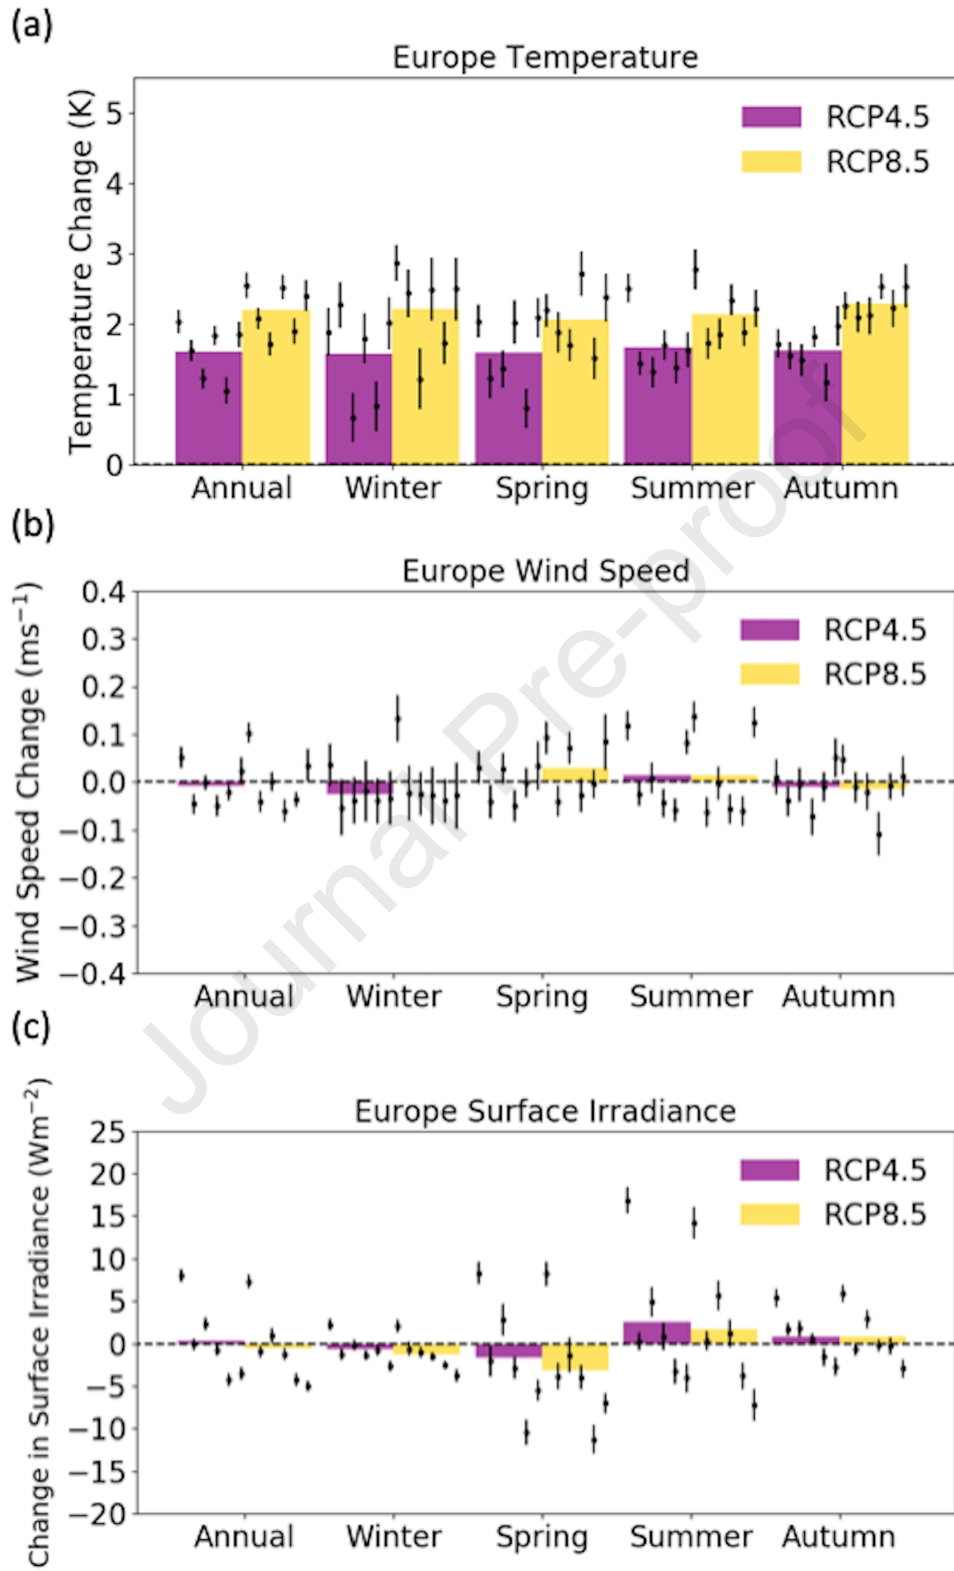 (a)
Europe Temperature
Temperature Change (K)
5
4
3
2
1
0
RCP4.5
RCP8.5
Annual Winter Spring Summer Autumn
(b)
Europe Wind Speed
Wind Speed Change (ms⁻¹)
0.4
0.3
0.2
0.1
0.0
−0.1
−0.2
−0.3
−0.4
RCP4.5
RCP8.5
Annual Winter Spring Summer Autumn
(c)
Europe Surface Irradiance
Change in Surface Irradiance (Wm⁻²)
25
20
15
10
5
0
−5
−10
−15
−20
RCP4.5
RCP8.5
Annual Winter Spring Summer Autumn
Journal Pre-proof